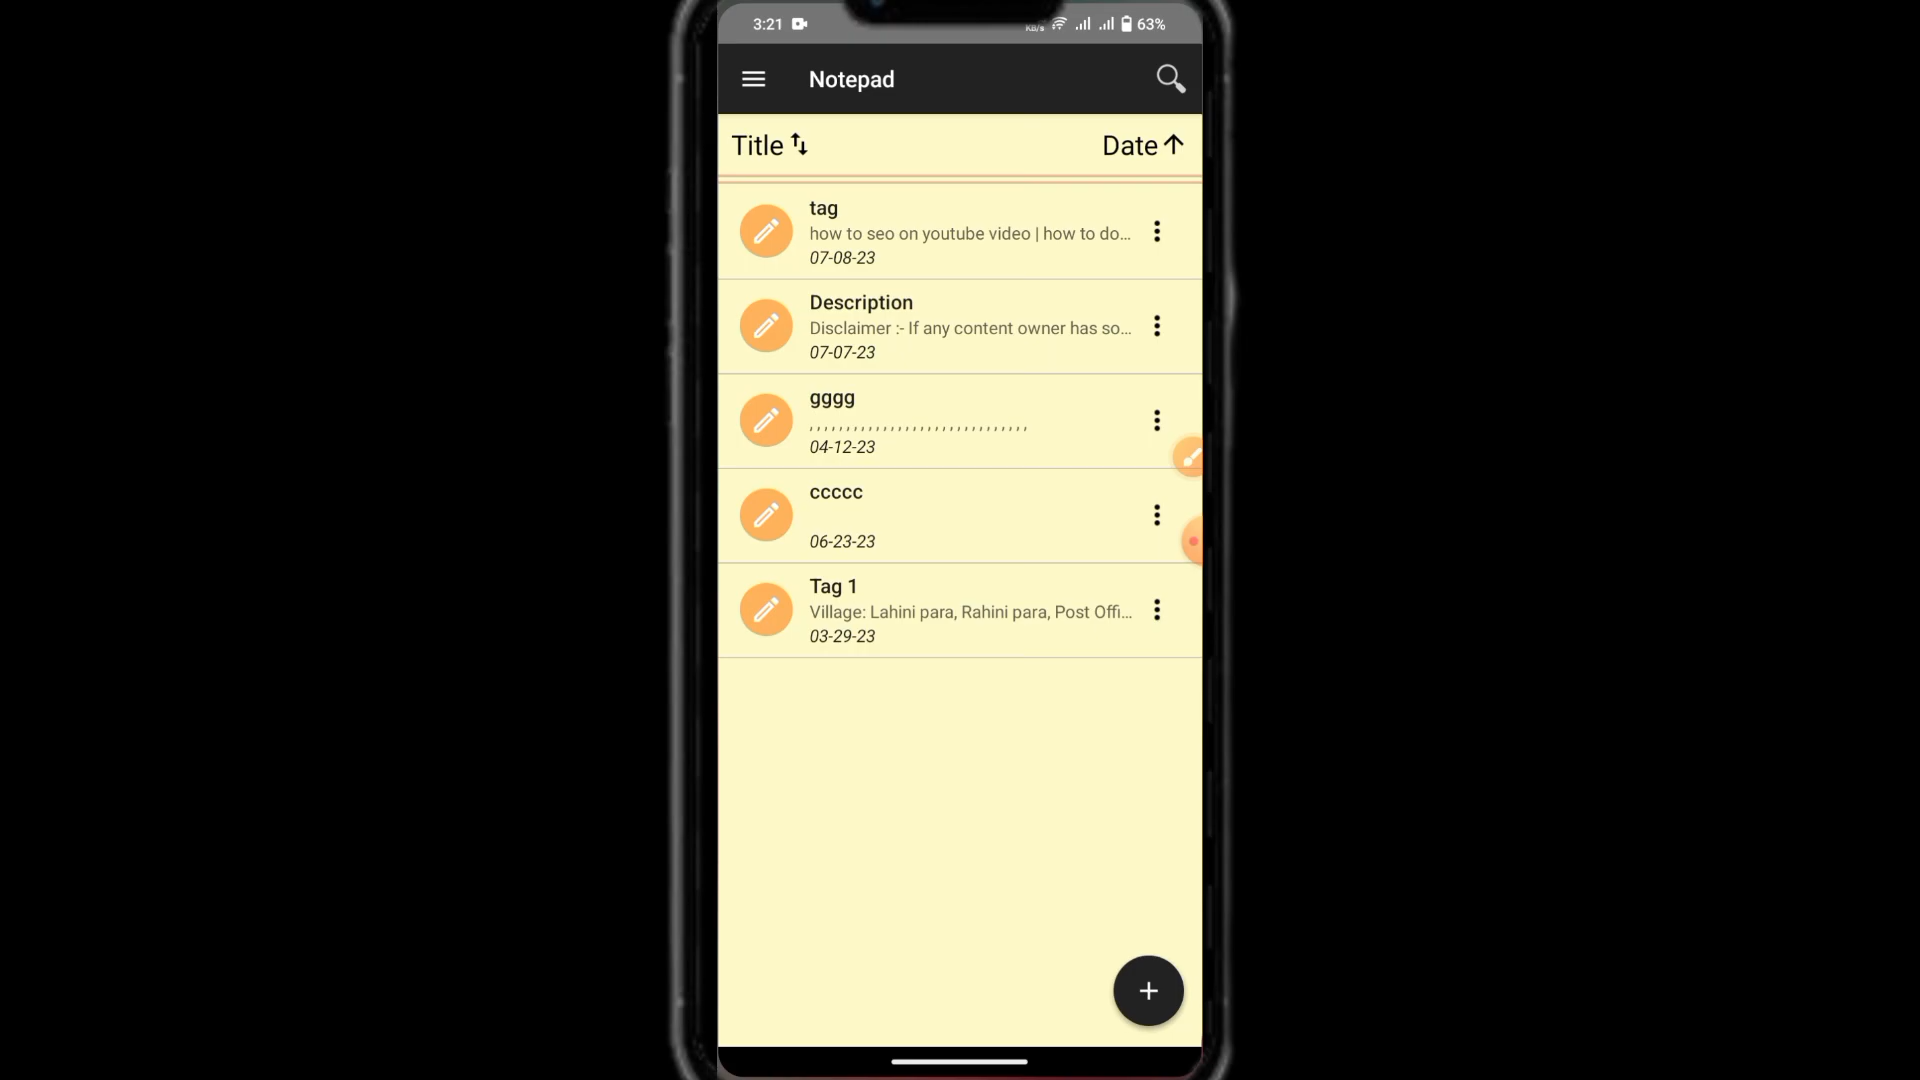 3:21 KB/s 63%
Notepad
Title Date
tag
how to seo on youtube video | how to do...
07-08-23
Description
Disclaimer :- If any content owner has so...
07-07-23
gggg
, , , , , , , , , , , , , , , , , , , , , , , , , , , , , ,
04-12-23
ccccc
06-23-23
Tag 1
Village: Lahini para, Rahini para, Post Offi...
03-29-23